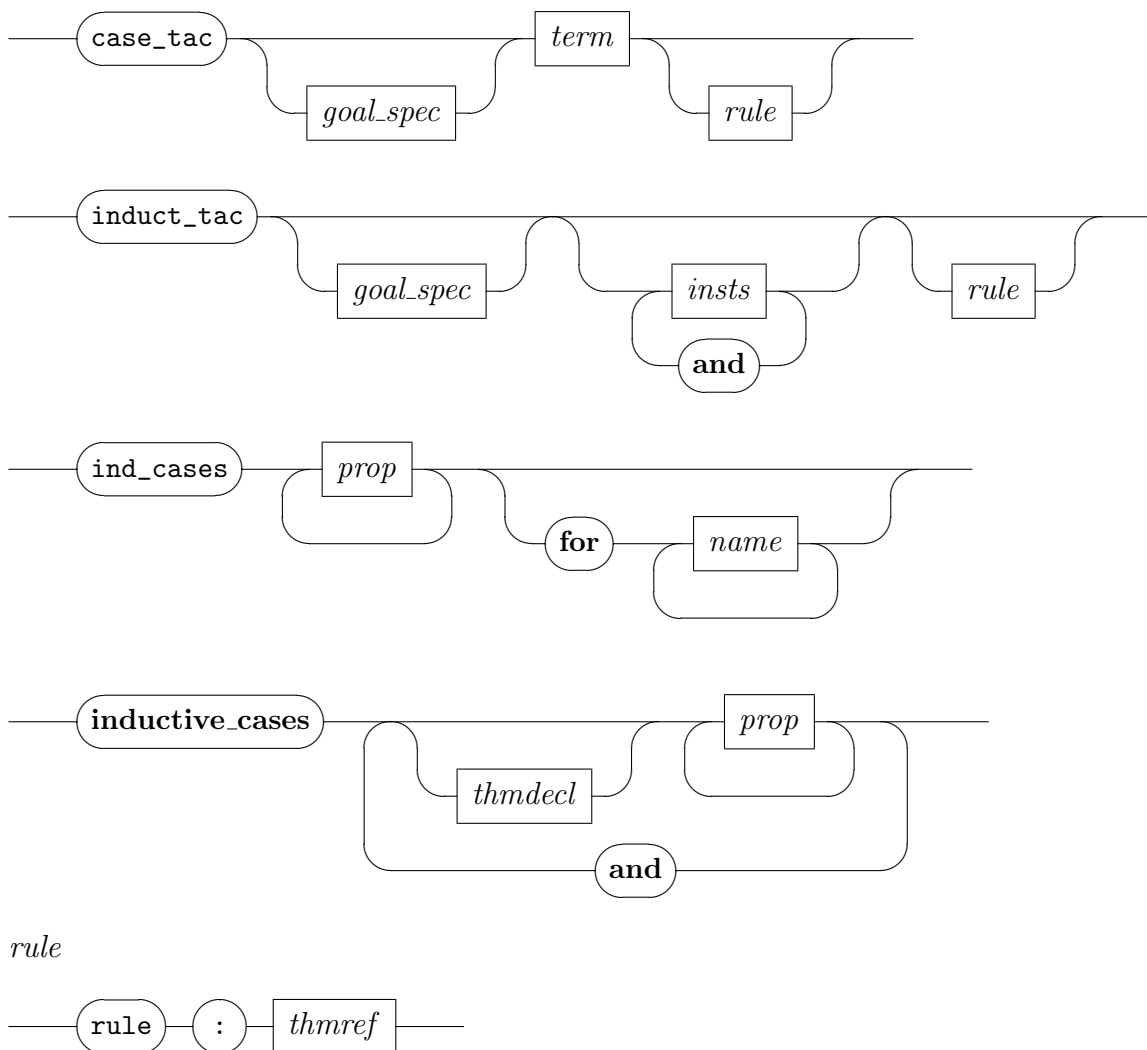 case_tac term
goal_spec rule
induct_tac
goal_spec insts rule
and
ind_cases prop
for name
inductive_cases prop
thmdecl
and
rule
rule : thmref